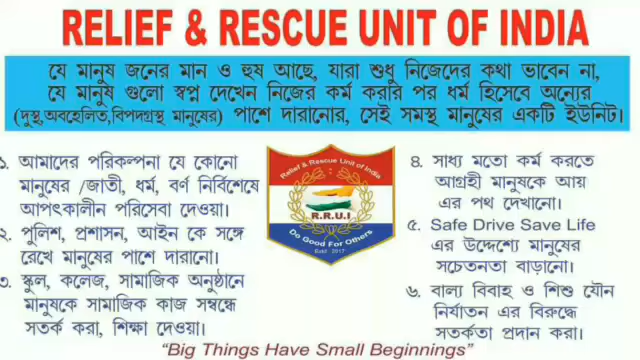 RELIEF & RESCUE UNIT OF INDIA
যে মানুষ জনের মান ও হুষ আছে, যারা শুধু নিজেদের কথা ভাবেন না,
যে মানুষ গুলো স্বপ্ন দেখেন নিজের কর্ম করার পর ধর্ম হিসেবে অন্যের
(দুস্থ,অবহেলিত,বিপদগ্রস্থ মানুষের) পাশে দারানোর, সেই সমস্থ মানুষের একটি ইউনিট।
১. আমাদের পরিকল্পনা যে কোনো
মানুষের /জাতী, ধর্ম, বর্ণ নির্বিশেষে
আপৎকালীন পরিসেবা দেওয়া।
২. পুলিশ, প্রশাসন, আইন কে সঙ্গে
রেখে মানুষের পাশে দারানো।
৩. স্কুল, কলেজ, সামাজিক অনুষ্ঠানে
মানুষকে সামাজিক কাজ সম্বন্ধে
সতর্ক করা, শিক্ষা দেওয়া।
Relief & Rescue Unit of India
R.R.U.I
Do Good For Others
Estd 2017
৪. সাধ্য মতো কর্ম করতে
আগ্রহী মানুষকে আয়
এর পথ দেখানো।
৫. Safe Drive Save Life
এর উদ্দেশ্যে মানুষের
সচেতনতা বাড়ানো।
৬. বাল্য বিবাহ ও শিশু যৌন
নির্যাতন এর বিরুদ্ধে
সতর্কতা প্রদান করা।
"Big Things Have Small Beginnings"